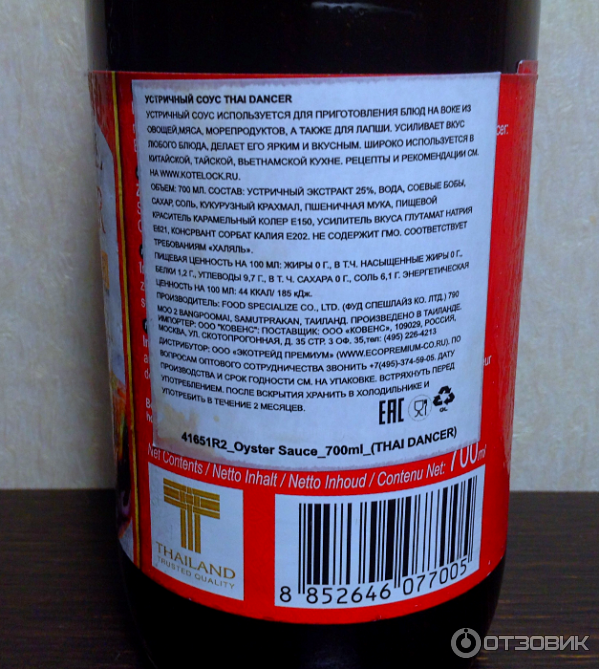 УСТРИЧНЫЙ СОУС THAI DANCER
УСТРИЧНЫЙ СОУС ИСПОЛЬЗУЕТСЯ ДЛЯ ПРИГОТОВЛЕНИЯ БЛЮД НА ВОКЕ ИЗ
ОВОЩЕЙ,МЯСА, МОРЕПРОДУКТОВ, А ТАКЖЕ ДЛЯ ЛАПШИ. УСИЛИВАЕТ ВКУС
ЛЮБОГО БЛЮДА, ДЕЛАЕТ ЕГО ЯРКИМ И ВКУСНЫМ. ШИРОКО ИСПОЛЬЗУЕТСЯ В
КИТАЙСКОЙ, ТАЙСКОЙ, ВЬЕТНАМСКОЙ КУХНЕ. РЕЦЕПТЫ И РЕКОМЕНДАЦИИ СМ.
НА WWW.KOTELOCK.RU.
ОБЪЕМ: 700 МЛ. СОСТАВ: УСТРИЧНЫЙ ЭКСТРАКТ 25%, ВОДА, СОЕВЫЕ БОБЫ,
САХАР, СОЛЬ, КУКУРУЗНЫЙ КРАХМАЛ, ПШЕНИЧНАЯ МУКА, ПИЩЕВОЙ
КРАСИТЕЛЬ КАРАМЕЛЬНЫЙ КОЛЕР Е150, УСИЛИТЕЛЬ ВКУСА ГЛУТАМАТ НАТРИЯ
Е621, КОНСРВАНТ СОРБАТ КАЛИЯ Е202. НЕ СОДЕРЖИТ ГМО. СООТВЕТСТВУЕТ
ТРЕБОВАНИЯМ «ХАЛЯЛЬ».
ПИЩЕВАЯ ЦЕННОСТЬ НА 100 МЛ: ЖИРЫ 0 Г., В Т.Ч. НАСЫЩЕННЫЕ ЖИРЫ 0 Г.,
БЕЛКИ 1,2 Г., УГЛЕВОДЫ 9,7 Г., В Т.Ч. САХАРА 0 Г., СОЛЬ 6,1 Г. ЭНЕРГЕТИЧЕСКАЯ
ЦЕННОСТЬ НА 100 МЛ: 44 ККАЛ/ 185 кДж.
ПРОИЗВОДИТЕЛЬ: FOOD SPECIALIZE CO., LTD. (ФУД СПЕШЛАЙЗ КО. ЛТД.) 790
MOO 2 BANGPOOMAI, SAMUTPRAKAN, ТАИЛАНД. ПРОИЗВЕДЕНО В ТАИЛАНДЕ.
ИМПОРТЕР: ООО "КОВЕНС": ПОСТАВЩИК: ООО «КОВЕНС», 109029, РОССИЯ,
МОСКВА, УЛ. СКОТОПРОГОННАЯ, Д. 35 СТР. 3 ОФ. 35,тел: (495) 226-4213
ДИСТРИБЬЮТОР: ООО «ЭКОТРЕЙД ПРЕМИУМ» (WWW.ECOPREMIUM-CO.RU). ПО
ВОПРОСАМ ОПТОВОГО СОТРУДНИЧЕСТВА ЗВОНИТЬ +7(495)-374-59-05. ДАТУ
ПРОИЗВОДСТВА И СРОК ГОДНОСТИ СМ. НА УПАКОВКЕ. ВСТРЯХНУТЬ ПЕРЕД
УПОТРЕБЛЕНИЕМ. ПОСЛЕ ВСКРЫТИЯ ХРАНИТЬ В ХОЛОДИЛЬНИКЕ И
УПОТРЕБИТЬ В ТЕЧЕНИЕ 2 МЕСЯЦЕВ.
ЕАС
GL
41651R2_Oyster Sauce_700ml_(THAI DANCER)
Net Contents / Netto Inhalt / Netto Inhoud / Contenu Net: 700 ml
THAILAND
TRUSTED QUALITY
8 852646 077005
ОТЗОВИК